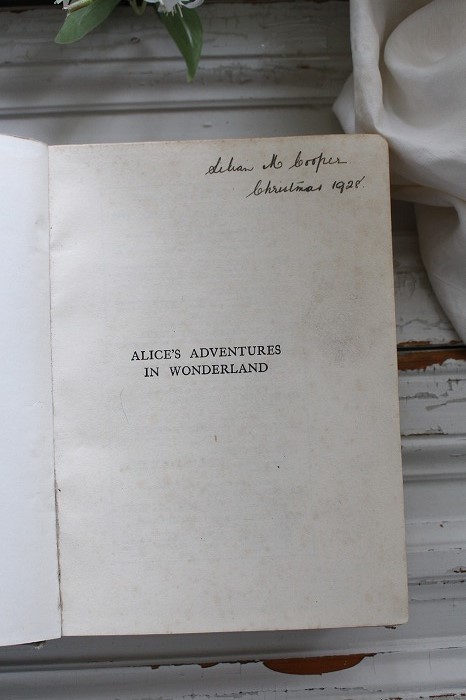 Lilian M Cooper
Christmas 1928
ALICE'S ADVENTURES
IN WONDERLAND